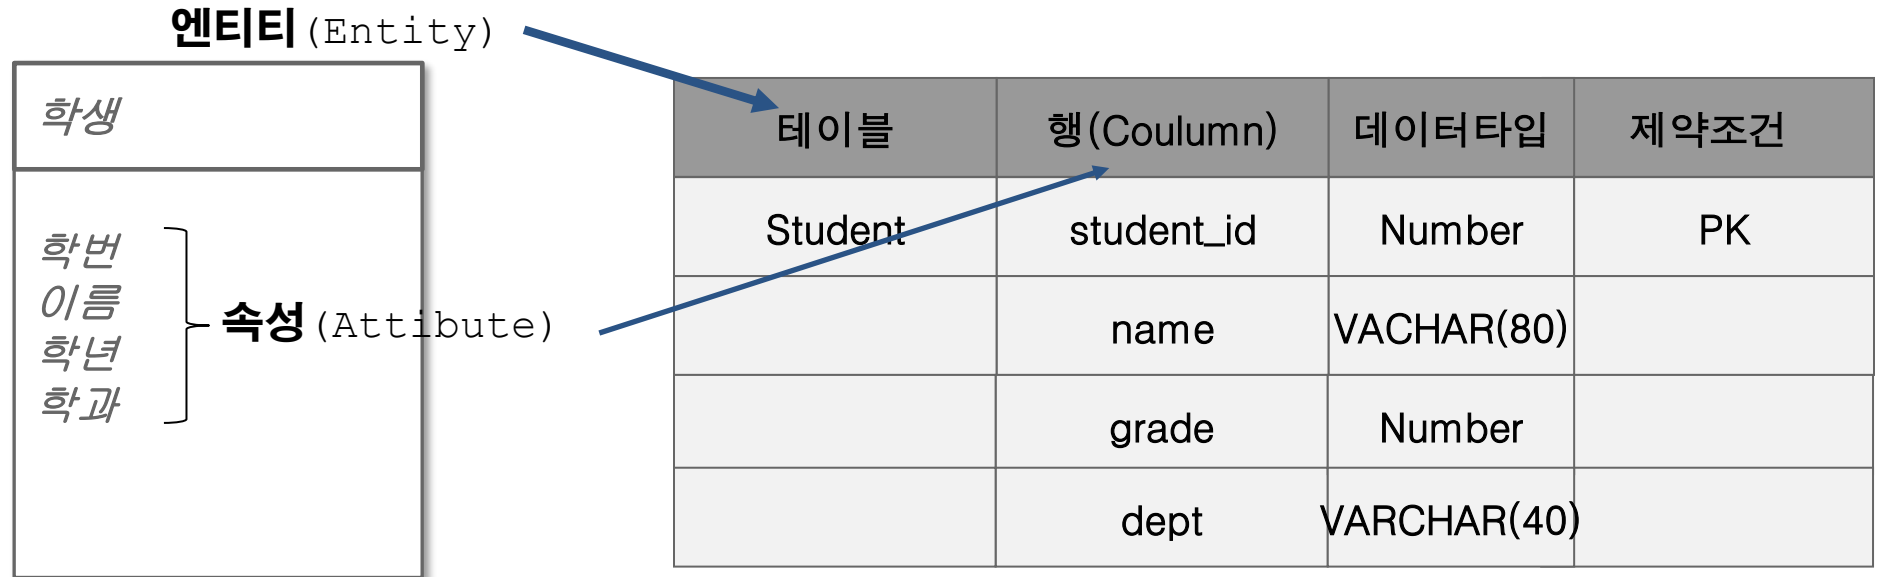 엔티티(Entity)
학생
학번
이름
학년
학과
속성(Attibute)
테이블 행(Coulumn) 데이터타입 제약조건
Student student_id Number PK
name VACHAR(80)
grade Number
dept VARCHAR(40)